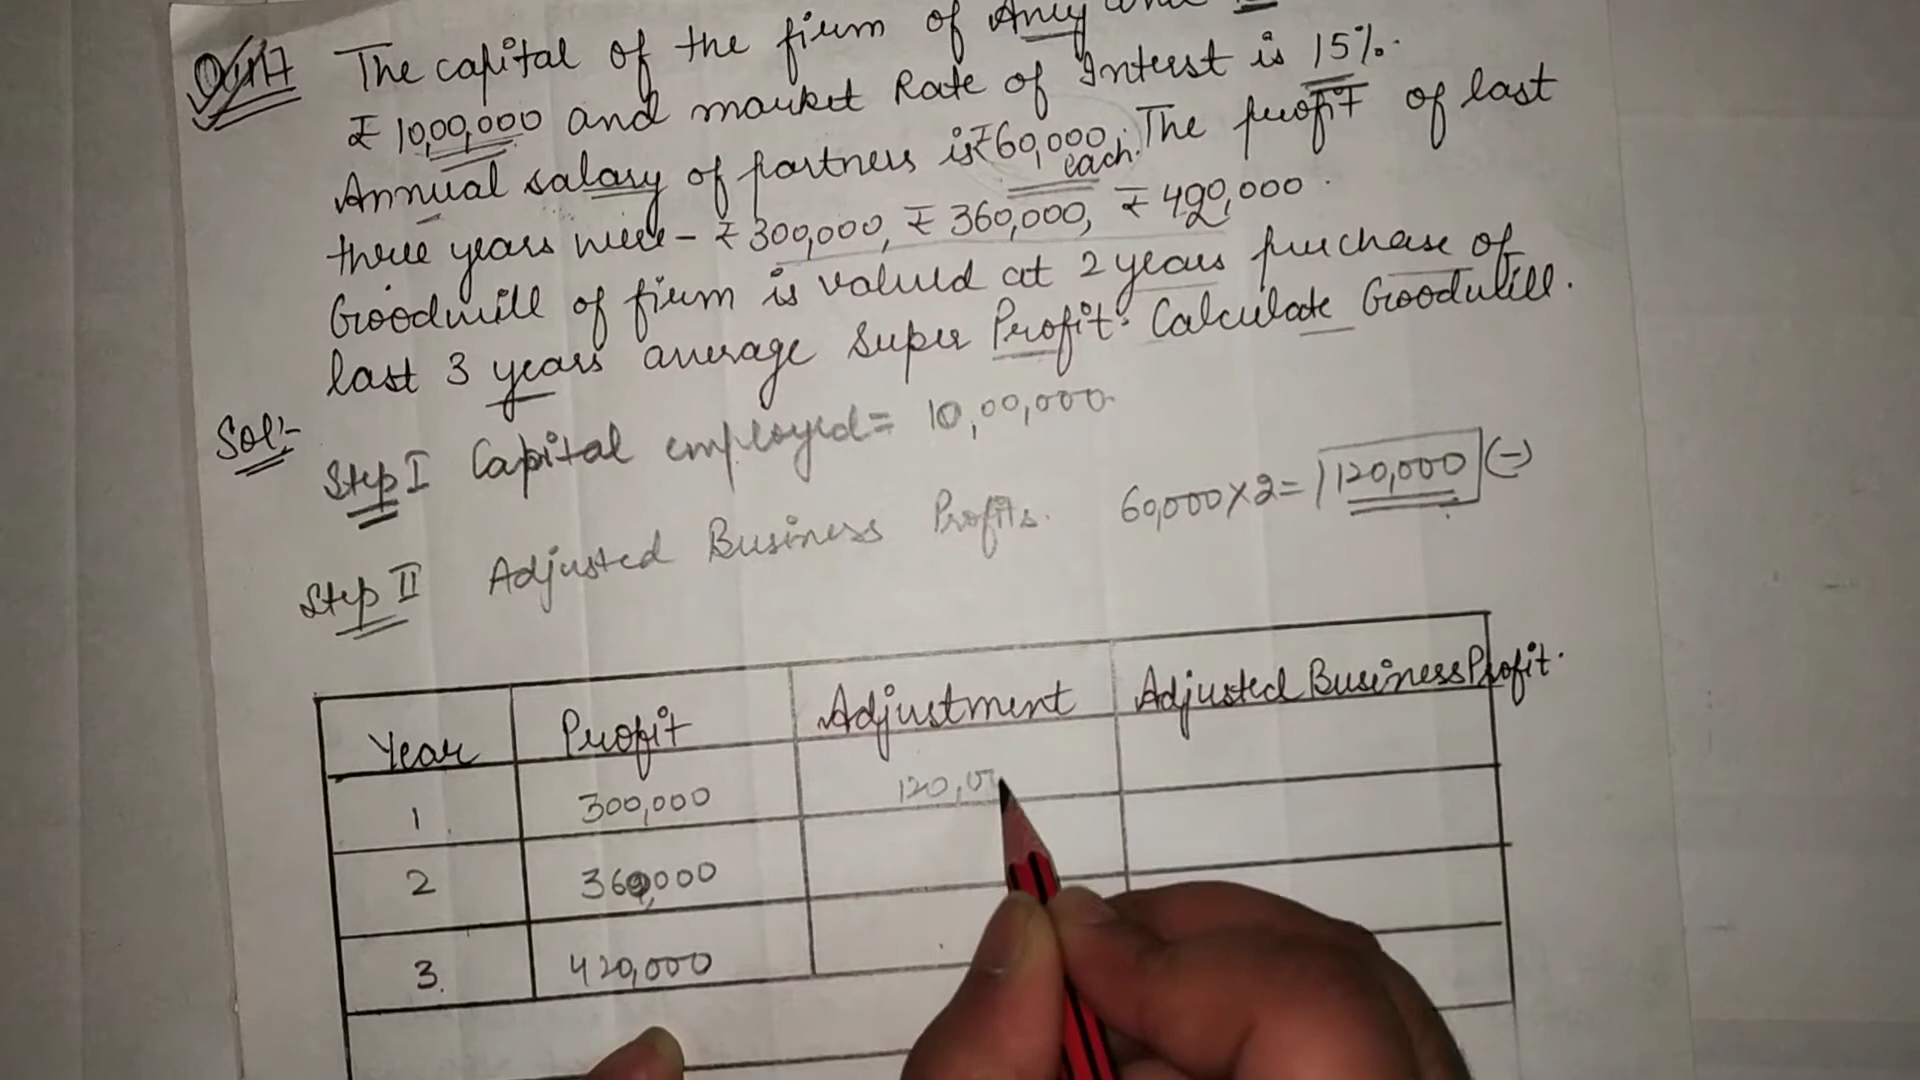 The capital of the firm of
₹ 10,00,000 and market Rate of Interest is 15%.
Annual salary of partners is ₹60,000 each. The profit of last
three years were - ₹ 300,000, ₹ 360,000, ₹ 420,000
Goodwill of firm is valued at 2 years purchase of
last 3 years average super Profit. Calculate Goodwill.
Sol:-
Step I Capital employed = 10,00,000
Step II Adjusted Business Profits. 60,000 × 2 = 120,000 (-)
Year Profit Adjustment Adjusted Business Profit.
1 300,000
2 360,000
3. 420,000